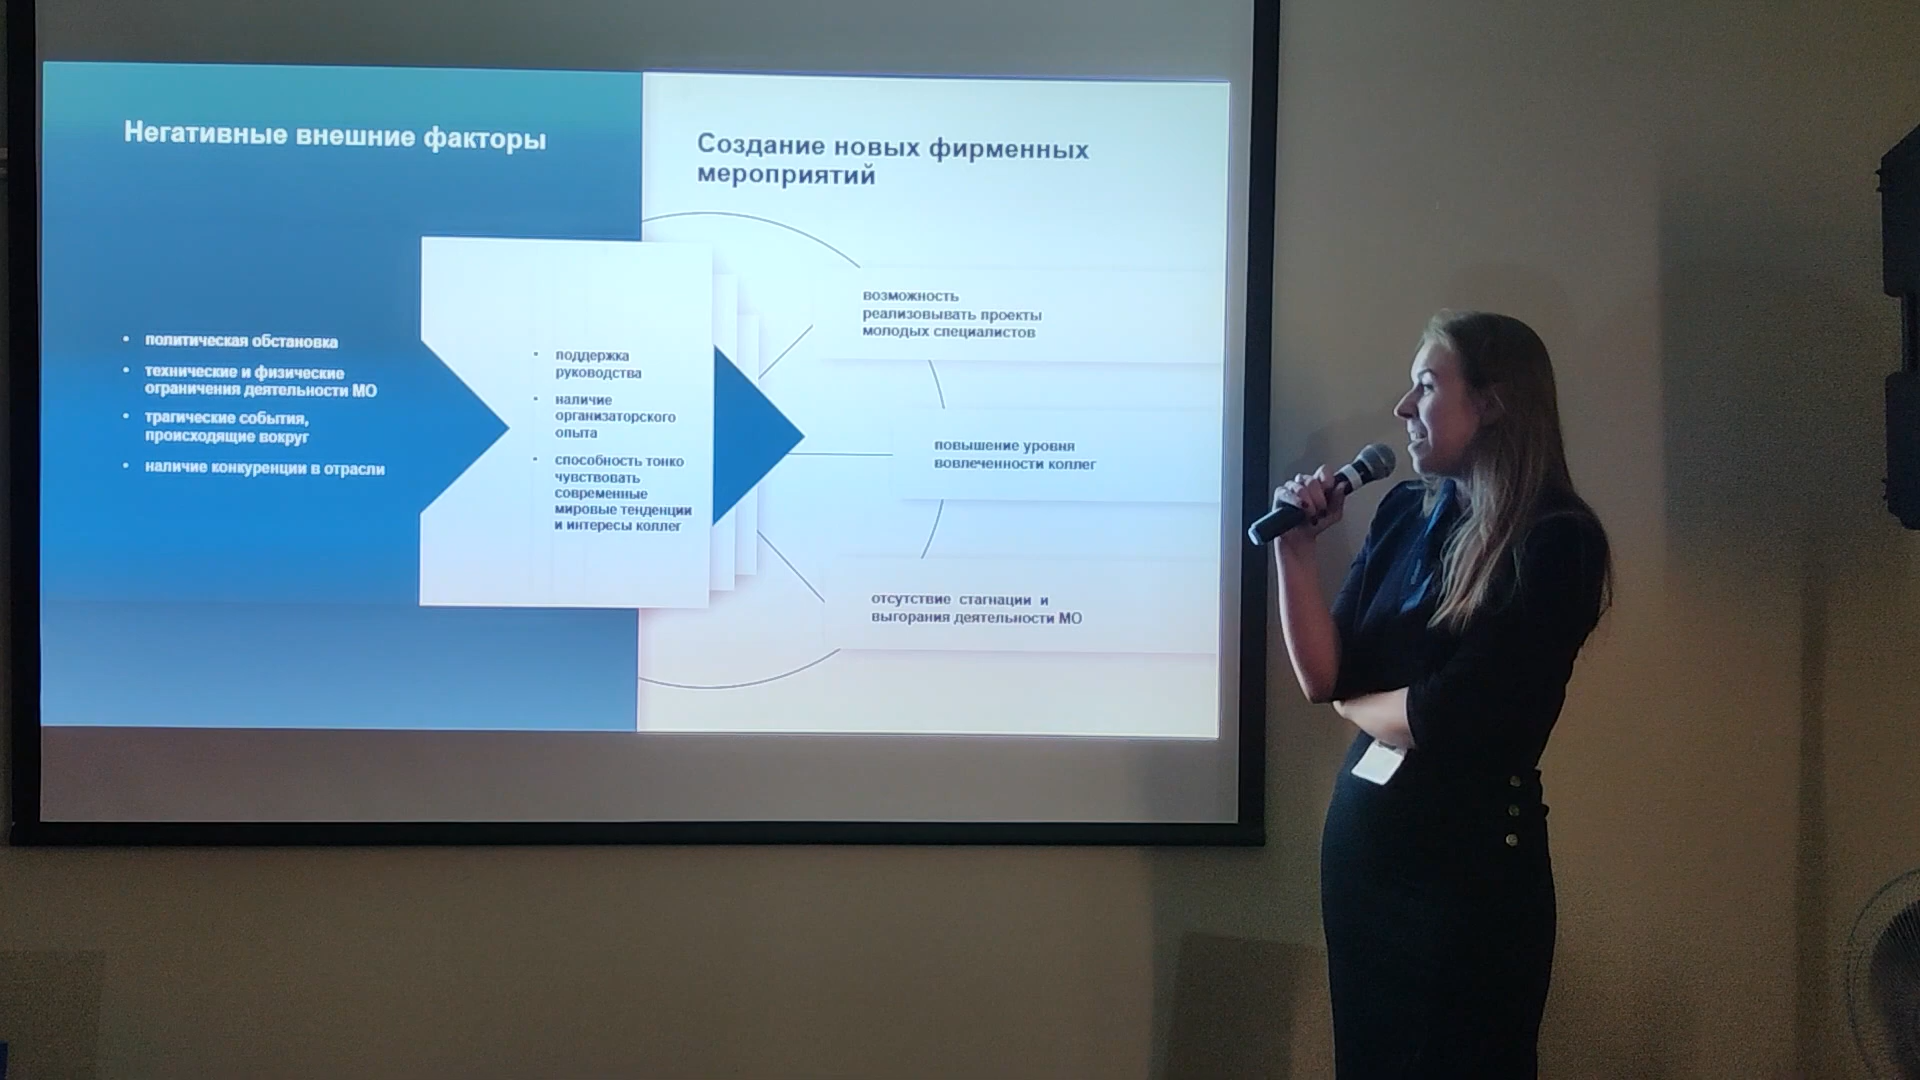 Негативные внешние факторы
• политическая обстановка
• технические и физические
ограничения деятельности МО
• трагические события,
происходящие вокруг
• наличие конкуренции в отрасли
• поддержка
руководства
• наличие
организаторского
опыта
• способность тонко
чувствовать
современные
мировые тенденции
и интересы коллег
Создание новых фирменных
мероприятий
возможность
реализовывать проекты
молодых специалистов
повышение уровня
вовлеченности коллег
отсутствие стагнации и
выгорания деятельности МО